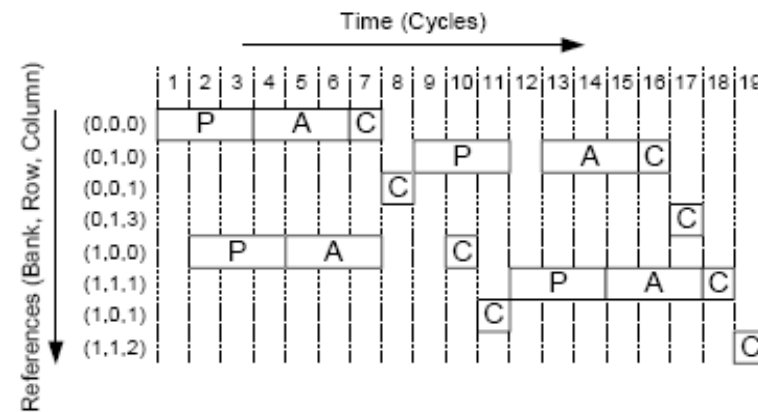 Time (Cycles)
References (Bank, Row, Column)
1 2 3 4 5 6 7 8 9 10 11 12 13 14 15 16 17 18 19
(0,0,0) P A C
(0,1,0) P A C
(0,0,1) C
(0,1,3) C
(1,0,0) P A C
(1,1,1) P A C
(1,0,1) C
(1,1,2) C